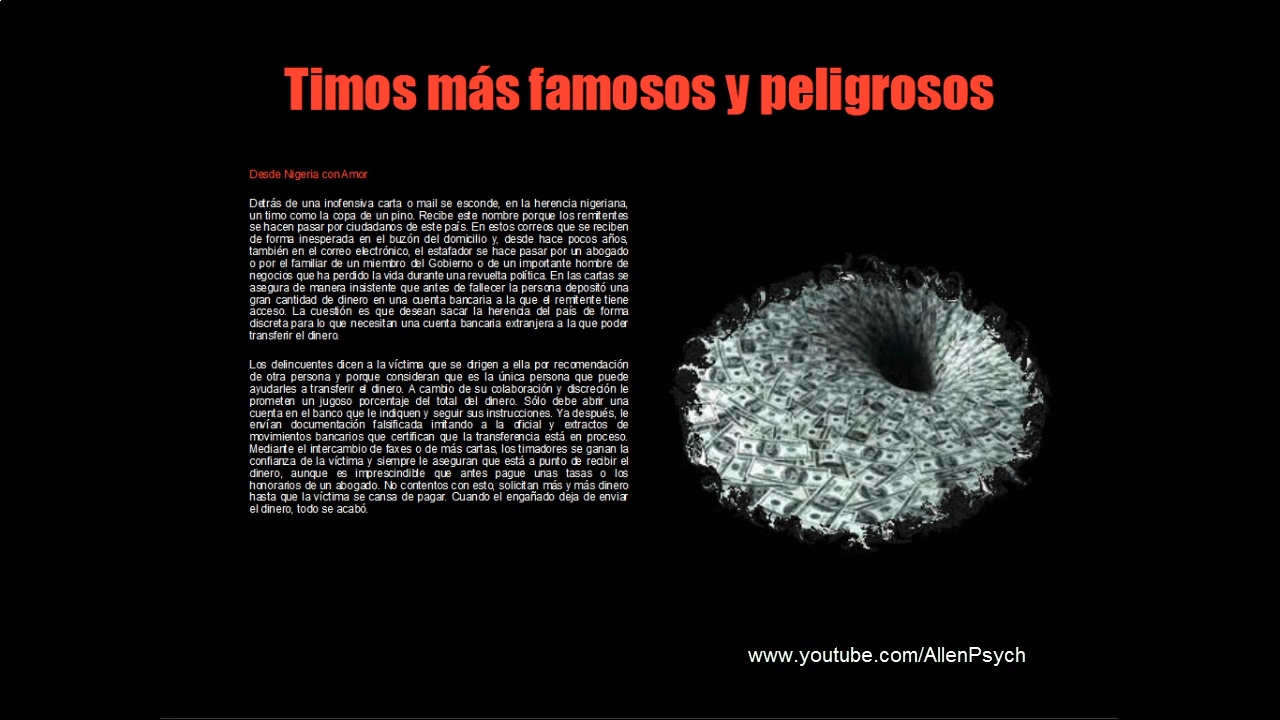 Timos más famosos y peligrosos
Desde Nigeria con Amor
Detrás de una inofensiva carta o mail se esconde, en la herencia nigeriana,
un timo como la copa de un pino. Recibe este nombre porque los remitentes
se hacen pasar por ciudadanos de este país. En estos correos que se reciben
de forma inesperada en el buzón del domicilio y, desde hace pocos años,
también en el correo electrónico, el estafador se hace pasar por un abogado
o por el familiar de un miembro del Gobierno o de un importante hombre de
negocios que ha perdido la vida durante una revuelta política. En las cartas se
asegura de manera insistente que antes de fallecer la persona depositó una
gran cantidad de dinero en una cuenta bancaria a la que el remitente tiene
acceso. La cuestión es que desean sacar la herencia del país de forma
discreta para lo que necesitan una cuenta bancaria extranjera a la que poder
transferir el dinero.
Los delincuentes dicen a la víctima que se dirigen a ella por recomendación
de otra persona y porque consideran que es la única persona que puede
ayudarles a transferir el dinero. A cambio de su colaboración y discreción le
prometen un jugoso porcentaje del total del dinero. Sólo debe abrir una
cuenta en el banco que le indiquen y seguir sus instrucciones. Ya después, le
envían documentación falsificada imitando a la oficial y extractos de
movimientos bancarios que certifican que la transferencia está en proceso.
Mediante el intercambio de faxes o de más cartas, los timadores se ganan la
confianza de la víctima y siempre le aseguran que está a punto de recibir el
dinero, aunque es imprescindible que antes pague unas tasas o los
honorarios de un abogado. No contentos con esto, solicitan más y más dinero
hasta que la víctima se cansa de pagar. Cuando el engañado deja de enviar
el dinero, todo se acabó.
www.youtube.com/AllenPsych